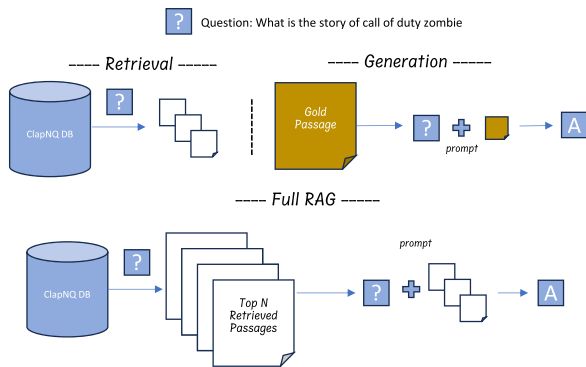 ? Question: What is the story of call of duty zombie
---- Retrieval -----
---- Generation -----
ClapNQ DB
?
Gold
Passage
?
prompt
A
---- Full RAG -----
ClapNQ DB
?
Top N
Retrieved
Passages
prompt
?
A